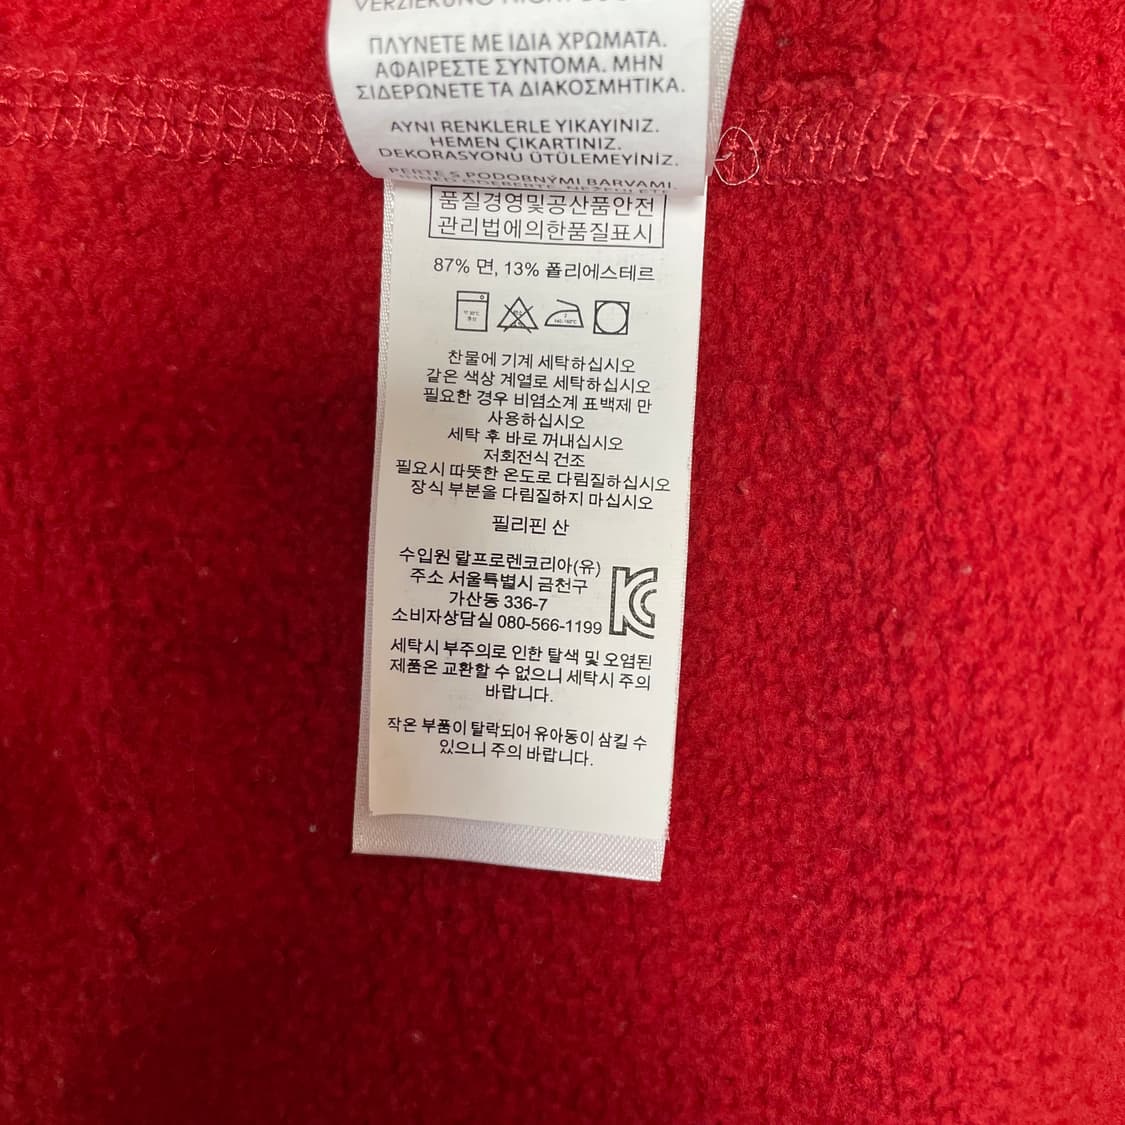 VERZIERUNG NICHT
ΠΛΥΝΕΤΕ ΜΕ ΙΔΙΑ ΧΡΩΜΑΤΑ.
ΑΦΑΙΡΕΣΤΕ ΣΥΝΤΟΜΑ. ΜΗΝ
ΣΙΔΕΡΩΝΕΤΕ ΤΑ ΔΙΑΚΟΣΜΗΤΙΚΑ.
AYNI RENKLERLE YIKAYINIZ.
HEMEN ÇIKARTINIZ.
DEKORASYONU ÜTÜLEMEYİNİZ.
PERTE S PODOBNÝMI BARVAMI.
품질경영및공산품안전
관리법에의한품질표시
87% 면, 13% 폴리에스테르
찬물에 기계 세탁하십시오
같은 색상 계열로 세탁하십시오
필요한 경우 비염소계 표백제 만
사용하십시오
세탁 후 바로 꺼내십시오
저회전식 건조
필요시 따뜻한 온도로 다림질하십시오
장식 부분을 다림질하지 마십시오
필리핀 산
수입원 랄프로렌코리아(유)
주소 서울특별시 금천구
가산동 336-7
소비자상담실 080-566-1199
세탁시 부주의로 인한 탈색 및 오염된
제품은 교환할 수 없으니 세탁시 주의
바랍니다.
작은 부품이 탈락되어 유아동이 삼킬 수
있으니 주의 바랍니다.